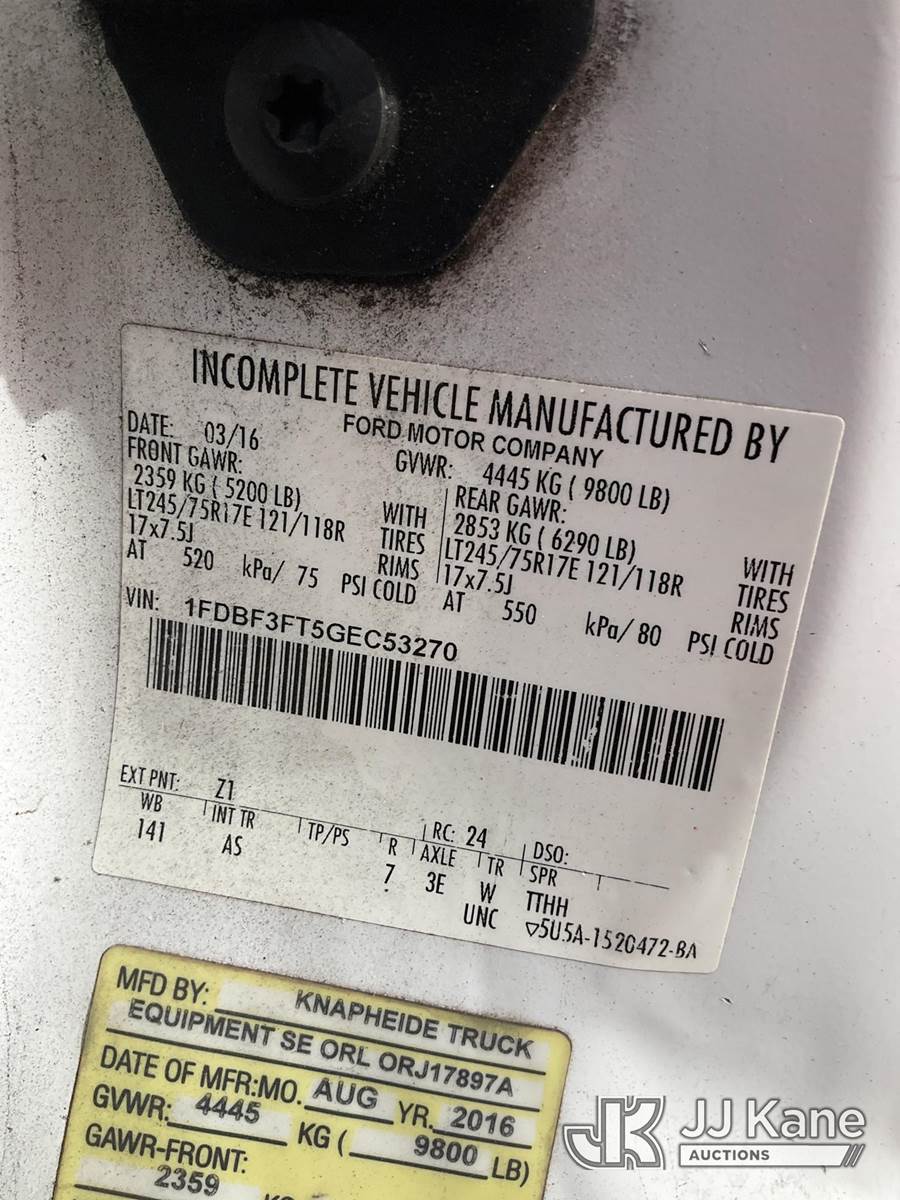 INCOMPLETE VEHICLE MANUFACTURED BY
FORD MOTOR COMPANY
DATE: 03/16
GVWR: 4445 KG ( 9800 LB)
FRONT GAWR:
2359 KG ( 5200 LB)
WITH
LT245/75R17E 121/118R
TIRES
17x7.5J
RIMS
AT 520 kPa/ 75 PSI COLD
REAR GAWR:
2853 KG ( 6290 LB)
WITH
LT245/75R17E 121/118R
TIRES
17x7.5J
RIMS
AT 550 kPa/ 80 PSI COLD
VIN: 1FDBF3FT5GEC53270
EXT PNT: Z1 RC: 24 DSO:
WB INT TR TP/PS R AXLE TR SPR
141 AS 7 3E W TTHH
UNC ▽5U5A-1520472-BA
MFD BY: KNAPHEIDE TRUCK
EQUIPMENT SE ORL ORJ17897A
DATE OF MFR:MO. AUG YR. 2016
GVWR: 4445 KG ( 9800 LB)
GAWR-FRONT:
2359
JK JJ Kane
AUCTIONS